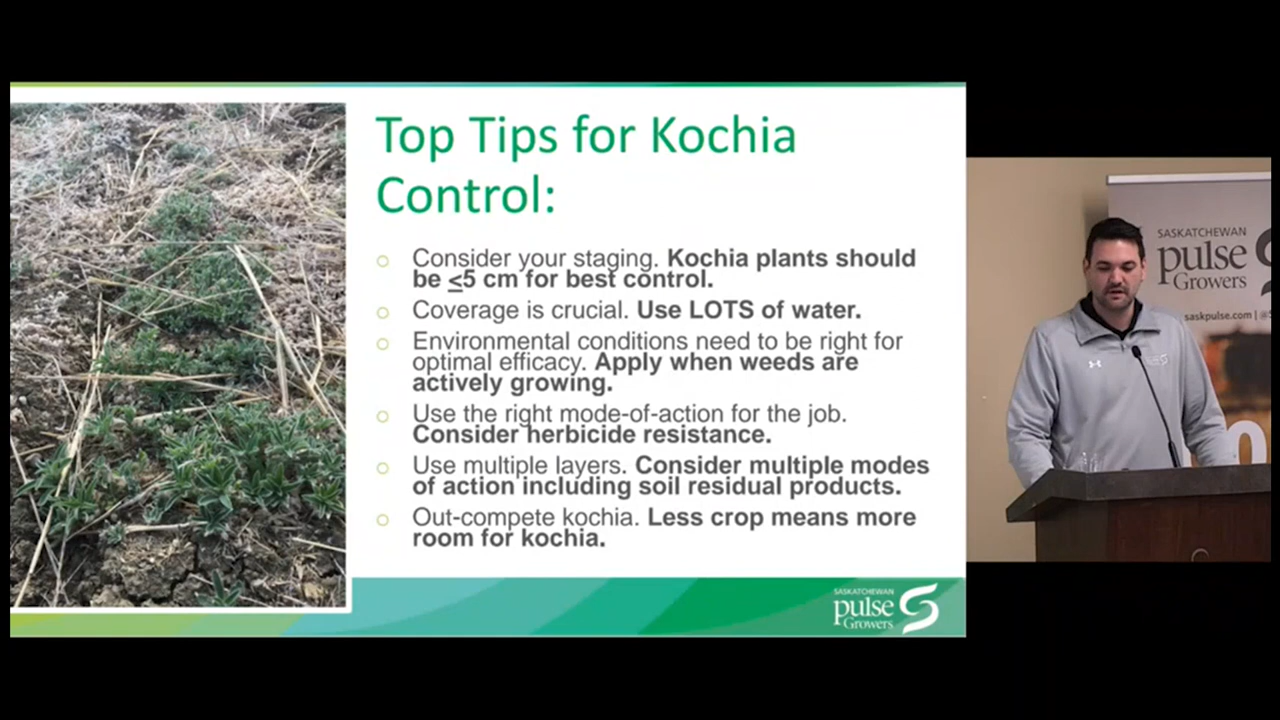 Top Tips for Kochia
Control:
Consider your staging. Kochia plants should
be <5 cm for best control.
Coverage is crucial. Use LOTS of water.
Environmental conditions need to be right for
optimal efficacy. Apply when weeds are
actively growing.
Use the right mode-of-action for the job.
Consider herbicide resistance.
Use multiple layers. Consider multiple modes
of action including soil residual products.
Out-compete kochia. Less crop means more
room for kochia.
SASKATCHEWAN
pulse
Growers
SASKATCHEWAN
pulse
Growers
saskpulse.com |